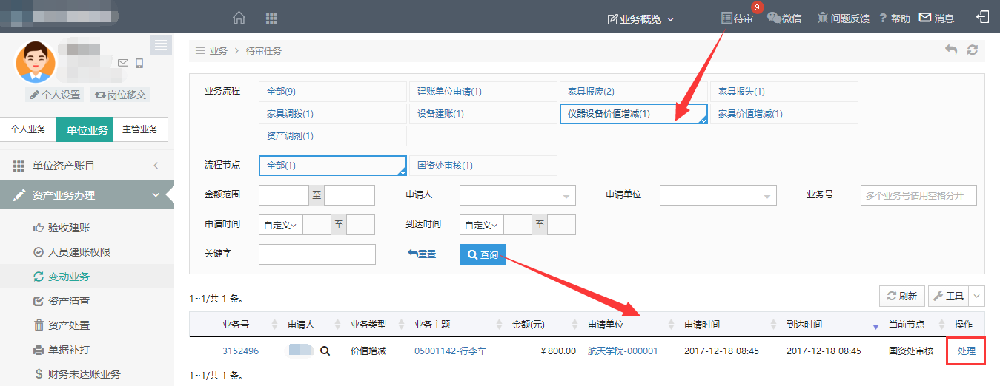 业务概览 待审 9 微信 问题反馈 ? 帮助 消息
业务 > 待审任务
个人设置 岗位移交
个人业务 单位业务 主管业务
单位资产账目
资产业务办理
验收建账
人员建账权限
变动业务
资产清查
资产处置
单据补打
$ 财务未达账业务
业务流程 全部(9) 建账单位申请(1) 家具报废(2) 家具报失(1)
家具调拨(1) 设备建账(1) 仪器设备价值增减(1) 家具价值增减(1)
资产调剂(1)
流程节点 全部(1) 国资处审核(1)
金额范围 至 申请人 申请单位 业务号 多个业务号请用空格分开
申请时间 自定义 至 到达时间 自定义 至
关键字 重置 查询
1~1/共 1 条。 刷新 工具
业务号 申请人 业务类型 业务主题 金额(元) 申请单位 申请时间 到达时间 当前节点 操作
3152496 价值增减 05001142-行李车 ￥800.00 航天学院-000001 2017-12-18 08:45 2017-12-18 08:45 国资处审核 处理
1~1/共 1 条。